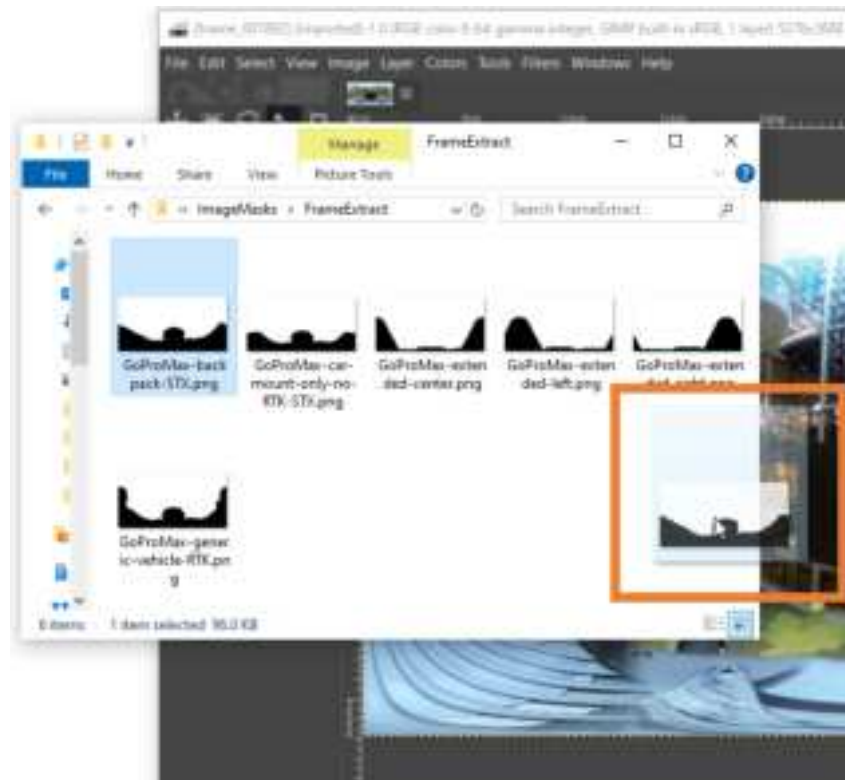 File Edit Select View Image Layer Colors Tools Filters Windows Help
Manage
FrameExtract
File
Home
Share
View
Picture Tools
ImageMasks
FrameExtract
Search FrameExtract
GoProMax-back
pack-STX.png
GoProMax-car-
mount-only-no-
RTK-STX.png
GoProMax-exten
ded-center.png
GoProMax-exten
ded-left.png
GoProMax-exten
ded-right.png
GoProMax-gener
ic-vehicle-RTK.pn
g
6 items
1 item selected 96.0 KB